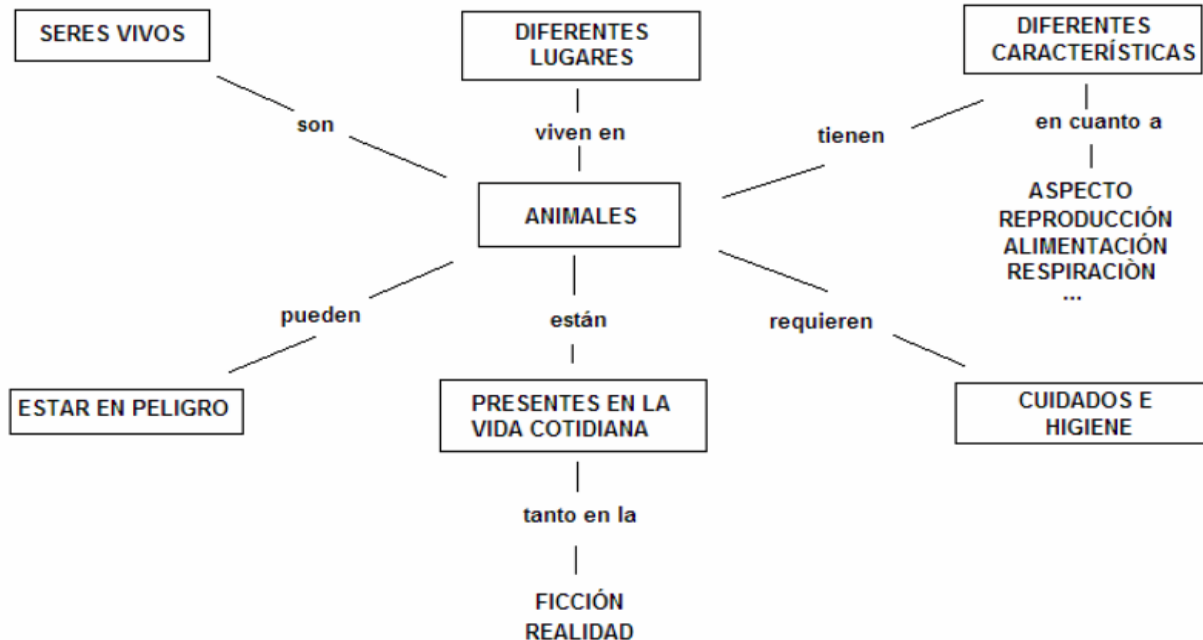 SERES VIVOS
DIFERENTES
LUGARES
DIFERENTES
CARACTERÍSTICAS
son
viven en
tienen
en cuanto a
ANIMALES
ASPECTO
REPRODUCCIÓN
ALIMENTACIÓN
RESPIRACIÒN
...
pueden
están
requieren
ESTAR EN PELIGRO
PRESENTES EN LA
VIDA COTIDIANA
CUIDADOS E
HIGIENE
tanto en la
FICCIÓN
REALIDAD